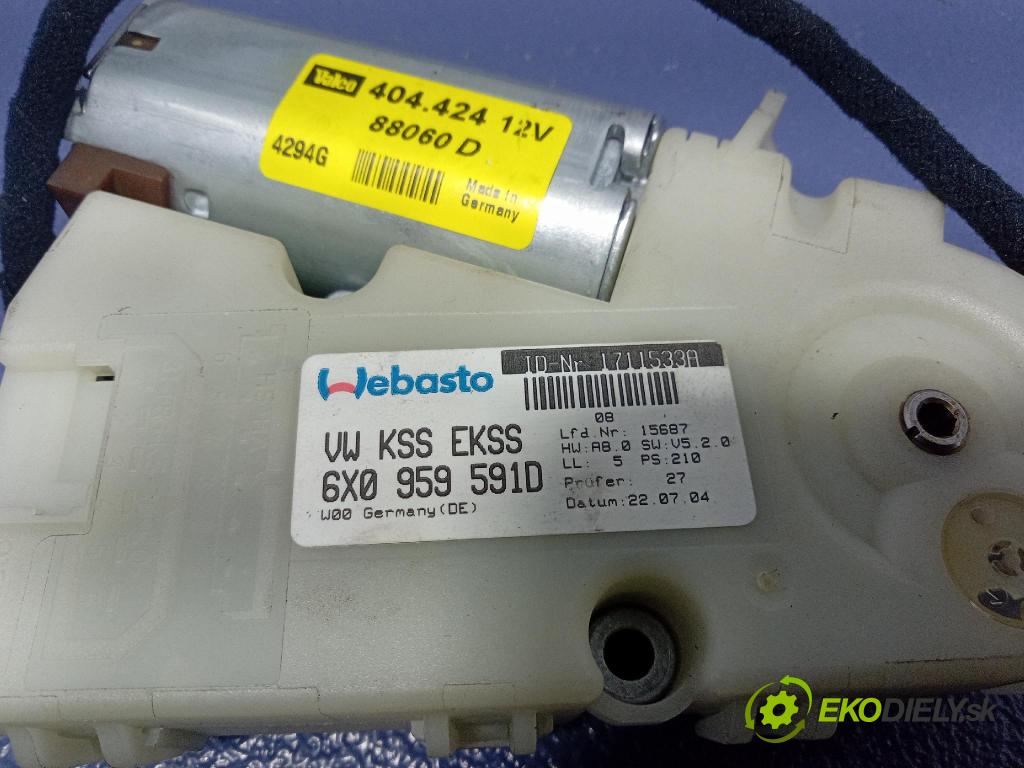 Valeo 404.424 12V
88060 D
4294G
Made in
Germany
Webasto
ID-Nr 1711533A
08
VW KSS EKSS
6X0 959 591D
W00 Germany(DE)
Lfd.Nr: 15687
HW:A8.0 SW:V5.2.0
LL: 5 PS:210
Prüfer: 27
Datum:22.07.04
EKODIELY.sk